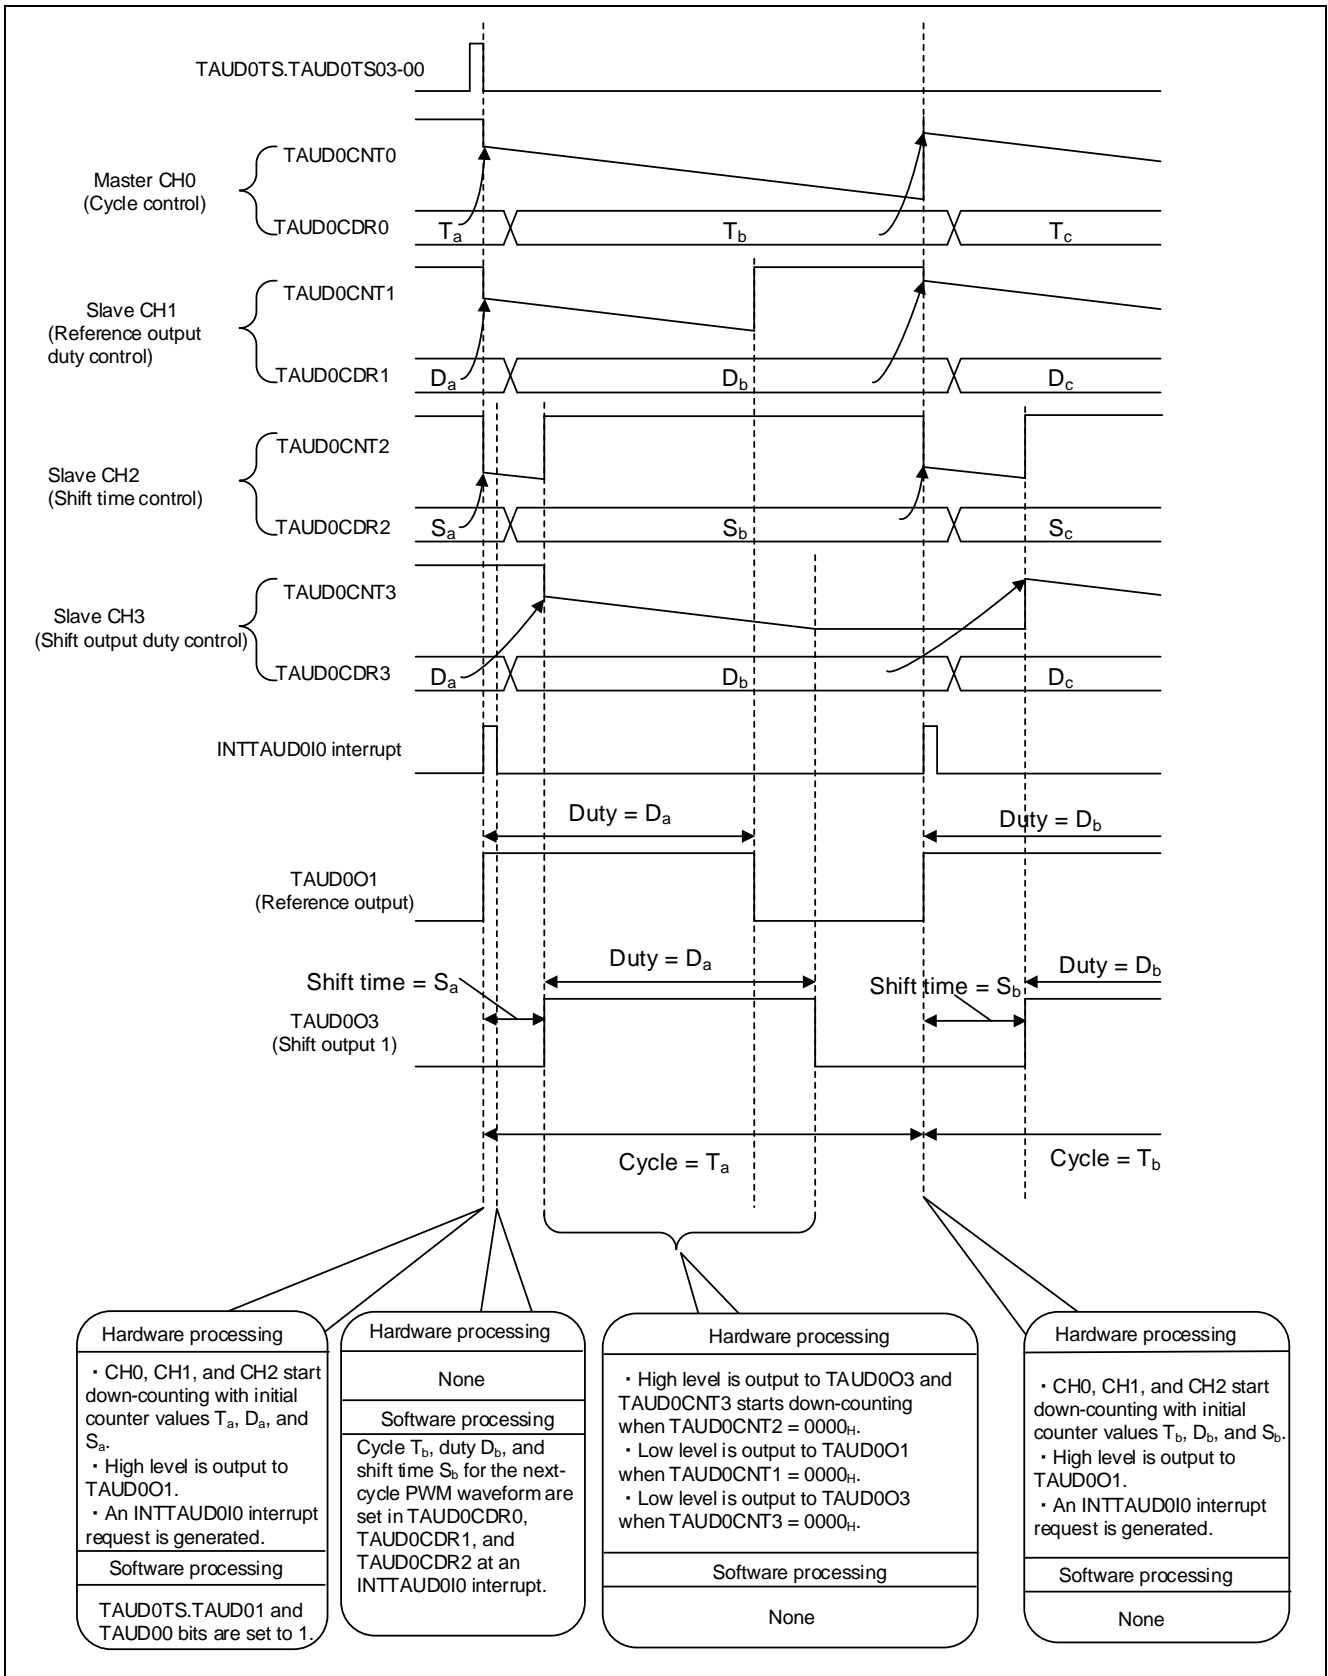 TAUD0TS.TAUD0TS03-00
TAUD0CNT0
Master CH0
(Cycle control)
TAUD0CDR0
Ta
Tb
Tc
TAUD0CNT1
Slave CH1
(Reference output
duty control)
TAUD0CDR1
Da
Db
Dc
TAUD0CNT2
Slave CH2
(Shift time control)
TAUD0CDR2
Sa
Sb
Sc
TAUD0CNT3
Slave CH3
(Shift output duty control)
TAUD0CDR3
Da
Db
Dc
INTTAUD0I0 interrupt
Duty = Da
Duty = Db
TAUD0O1
(Reference output)
Duty = Da
Duty = Db
Shift time = Sa
Shift time = Sb
TAUD0O3
(Shift output 1)
Cycle = Ta
Cycle = Tb
Hardware processing
・CH0, CH1, and CH2 start
down-counting with initial
counter values Ta, Da, and
Sa.
・High level is output to
TAUD0O1.
・An INTTAUD0I0 interrupt
request is generated.
Software processing
TAUD0TS.TAUD01 and
TAUD00 bits are set to 1.
Hardware processing
None
Software processing
Cycle Tb, duty Db, and
shift time Sb for the next-
cycle PWM waveform are
set in TAUD0CDR0,
TAUD0CDR1, and
TAUD0CDR2 at an
INTTAUD0I0 interrupt.
Hardware processing
・High level is output to TAUD0O3 and
TAUD0CNT3 starts down-counting
when TAUD0CNT2 = 0000H.
・Low level is output to TAUD0O1
when TAUD0CNT1 = 0000H.
・Low level is output to TAUD0O3
when TAUD0CNT3 = 0000H.
Software processing
None
Hardware processing
・CH0, CH1, and CH2 start
down-counting with initial
counter values Tb, Db, and Sb.
・High level is output to
TAUD0O1.
・An INTTAUD0I0 interrupt
request is generated.
Software processing
None